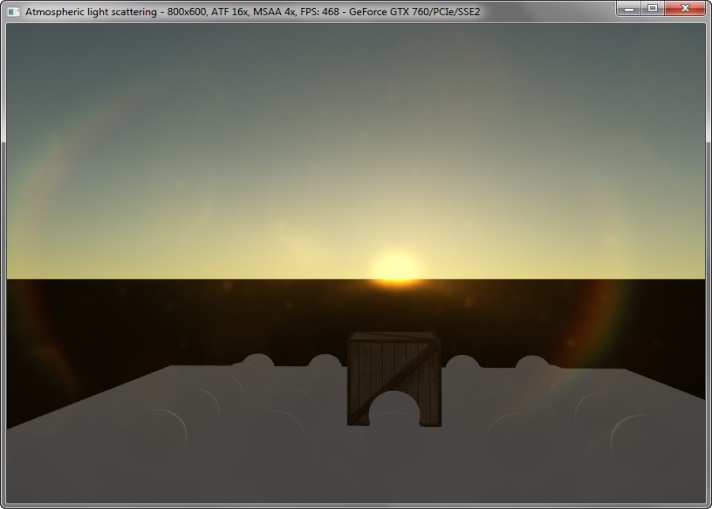 Atmospheric light scattering - 800x600, ATF 16x, MSAA 4x, FPS: 468 - GeForce GTX 760/PCIe/SSE2